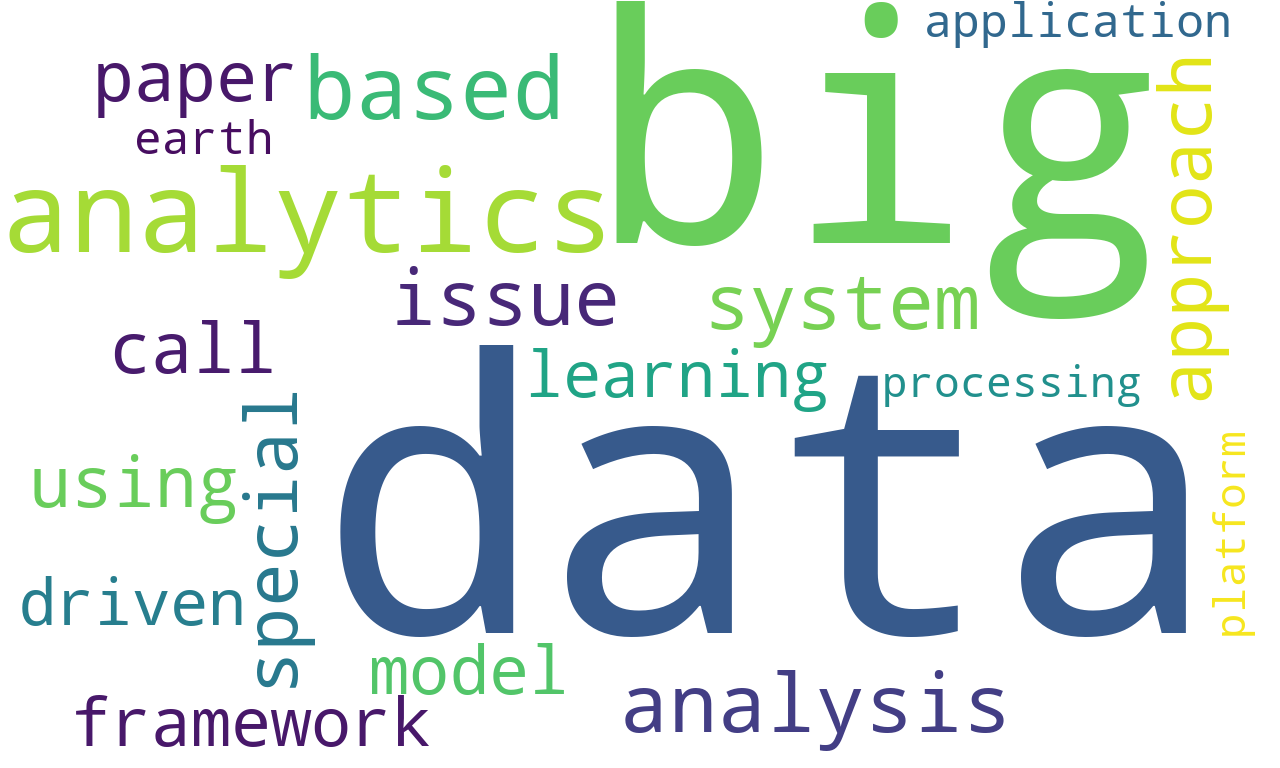 big
application
paper
based
earth
approach
analytics
issue
system
call
learning
processing
data
special
using
platform
driven
model
analysis
framework